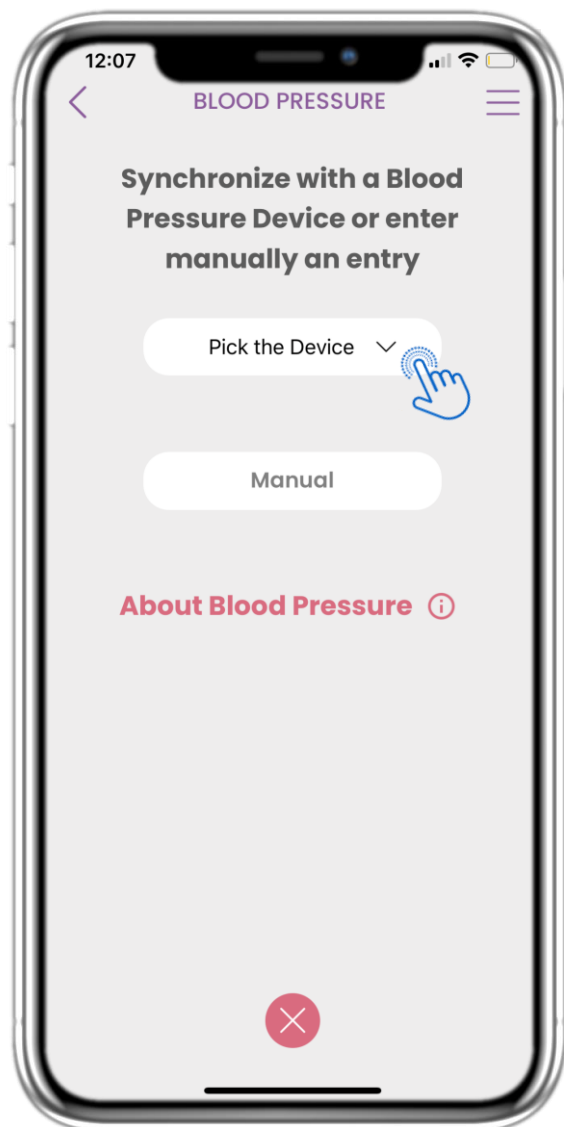 12:07
BLOOD PRESSURE
Synchronize with a Blood
Pressure Device or enter
manually an entry
Pick the Device
Manual
About Blood Pressure